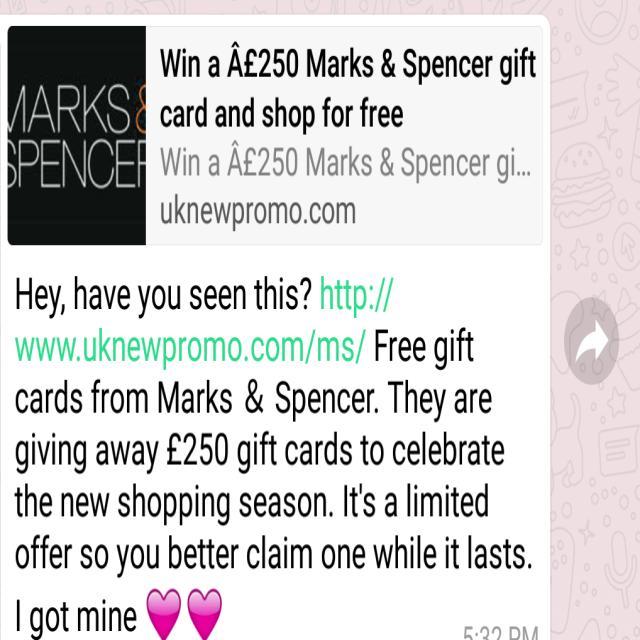 MARKS &
SPENCER
Win a Â£250 Marks & Spencer gift
card and shop for free
Win a Â£250 Marks & Spencer gi...
uknewpromo.com
Hey, have you seen this? http://
www.uknewpromo.com/ms/ Free gift
cards from Marks & Spencer. They are
giving away £250 gift cards to celebrate
the new shopping season. It's a limited
offer so you better claim one while it lasts.
I got mine 💗💗
5:32 PM